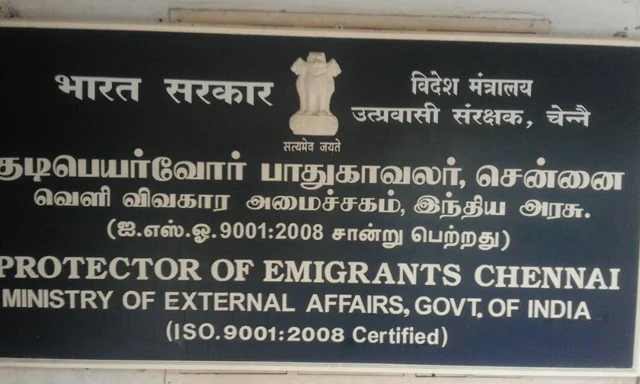 भारत सरकार
विदेश मंत्रालय
उत्प्रवासी संरक्षक, चेन्नै
सत्यमेव जयते
குடிபெயர்வோர் பாதுகாவலர், சென்னை
வெளி விவகார அமைச்சகம், இந்திய அரசு.
(ஐ.எஸ்.ஓ.9001:2008 சான்று பெற்றது)
PROTECTOR OF EMIGRANTS CHENNAI
MINISTRY OF EXTERNAL AFFAIRS, GOVT. OF INDIA
(ISO.9001:2008 Certified)